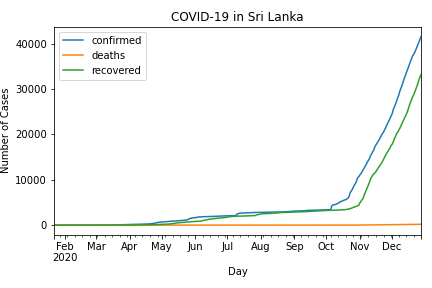 COVID-19 in Sri Lanka
confirmed
deaths
recovered
Number of Cases
40000
30000
20000
10000
0
Feb Mar Apr May Jun Jul Aug Sep Oct Nov Dec
2020
Day